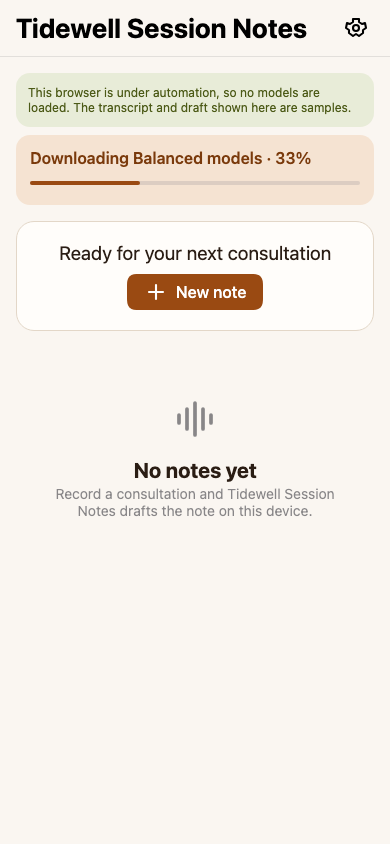 Tidewell Session Notes
This browser is under automation, so no models are
loaded. The transcript and draft shown here are samples.
Downloading Balanced models · 33%
Ready for your next consultation
New note
No notes yet
Record a consultation and Tidewell Session
Notes drafts the note on this device.